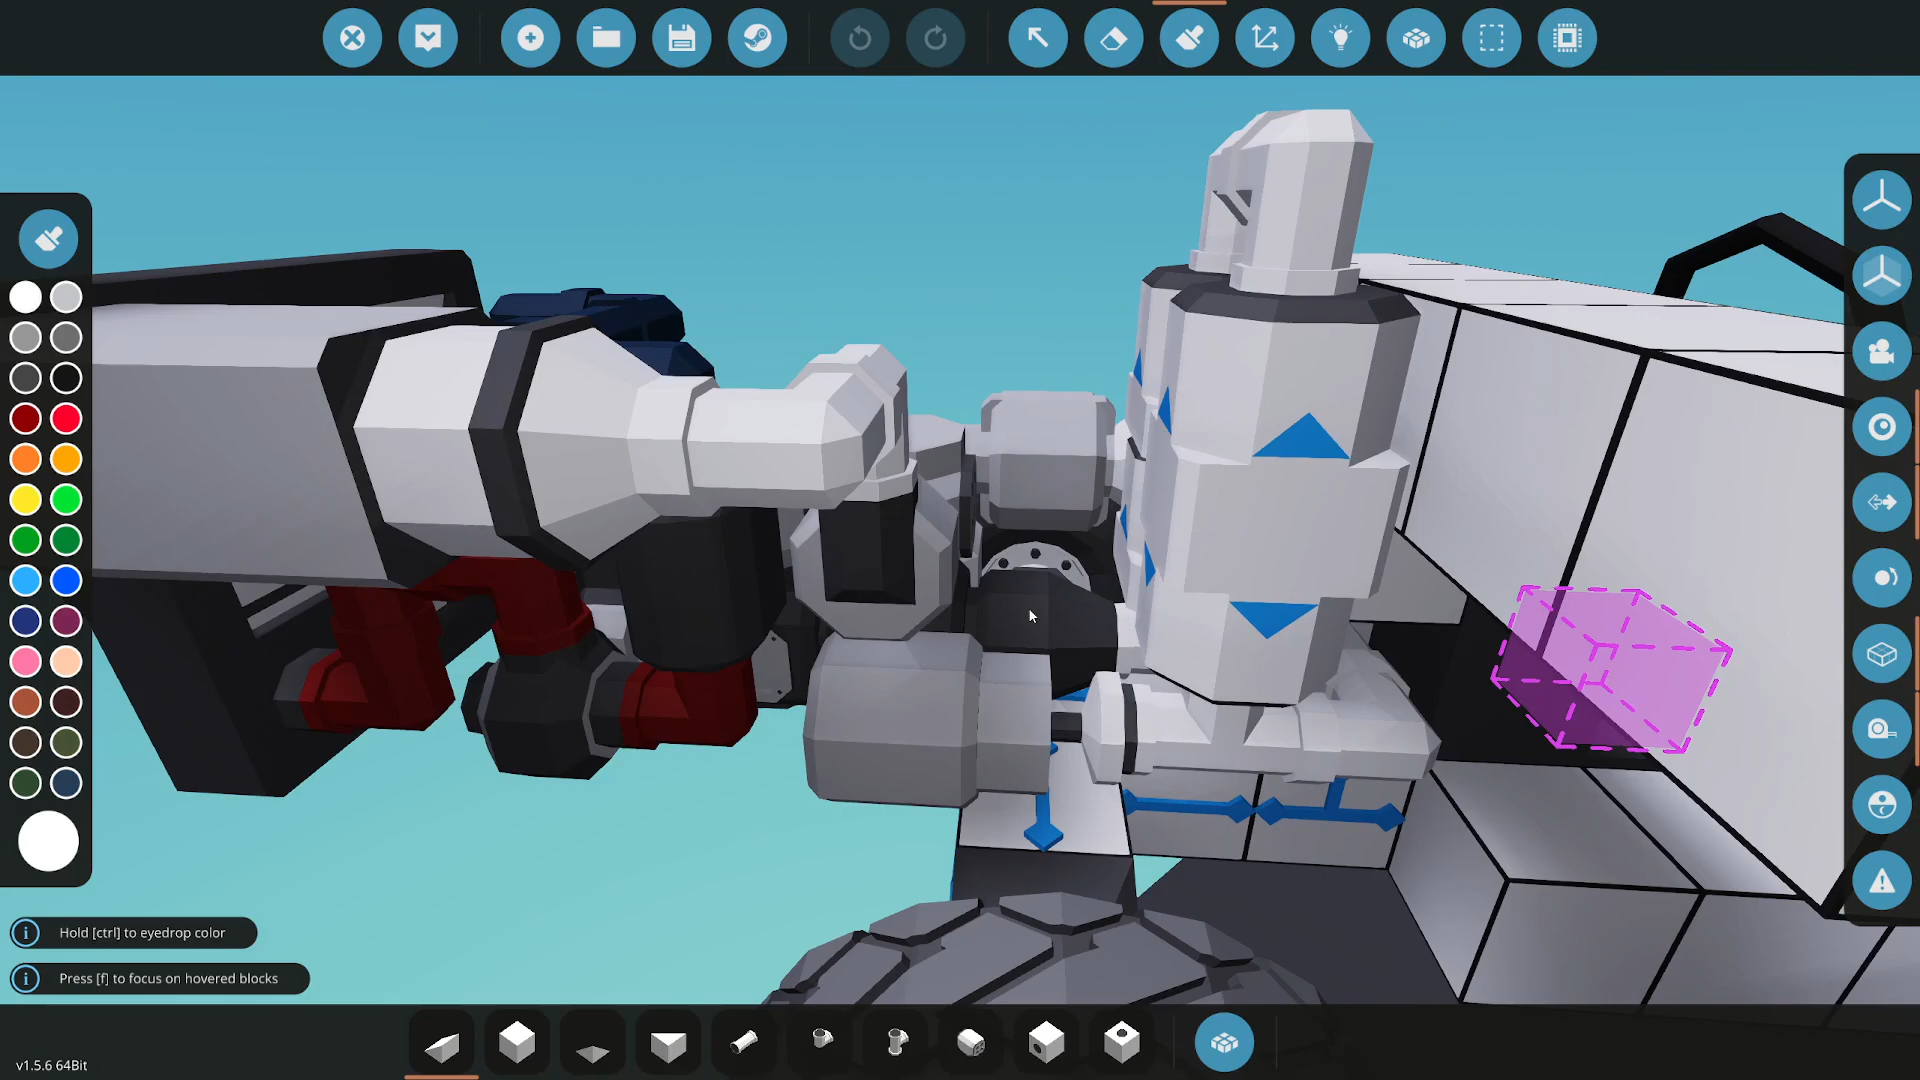 Hold [ctrl] to eyedrop color
Press [f] to focus on hovered blocks
v1.5.6 64Bit